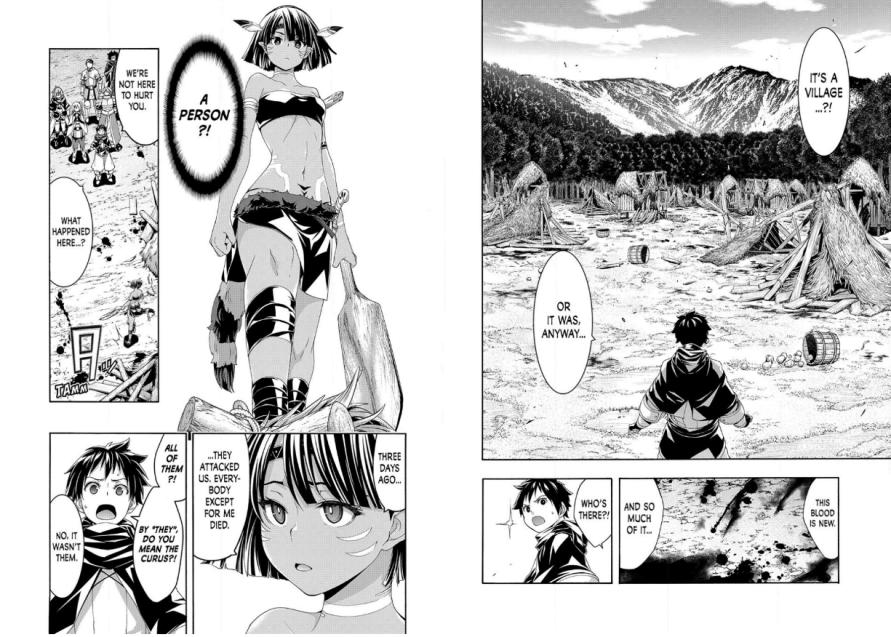 IT'S A
VILLAGE
...?!
OR
IT WAS,
ANYWAY...
THIS
BLOOD
IS NEW.
AND SO
MUCH
OF IT...
WHO'S
THERE?!
A
PERSON
?!
WE'RE
NOT HERE
TO HURT
YOU.
WHAT
HAPPENED
HERE...?
TAMM
THREE
DAYS
AGO...
...THEY
ATTACKED
US. EVERY-
BODY
EXCEPT
FOR ME
DIED.
ALL
OF
THEM
?!
BY "THEY",
DO YOU
MEAN THE
CURUS?!
NO, IT
WASN'T
THEM.